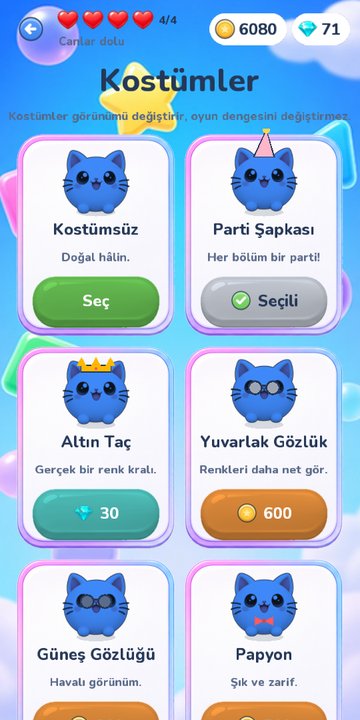 4/4
6080
71
Canlar dolu
Kostümler
Kostümler görünümü değiştirir, oyun dengesini değiştirmez.
Kostümsüz
Doğal hâlin.
Seç
Parti Şapkası
Her bölüm bir parti!
Seçili
Altın Taç
Gerçek bir renk kralı.
30
Yuvarlak Gözlük
Renkleri daha net gör.
600
Güneş Gözlüğü
Havalı görünüm.
Papyon
Şık ve zarif.